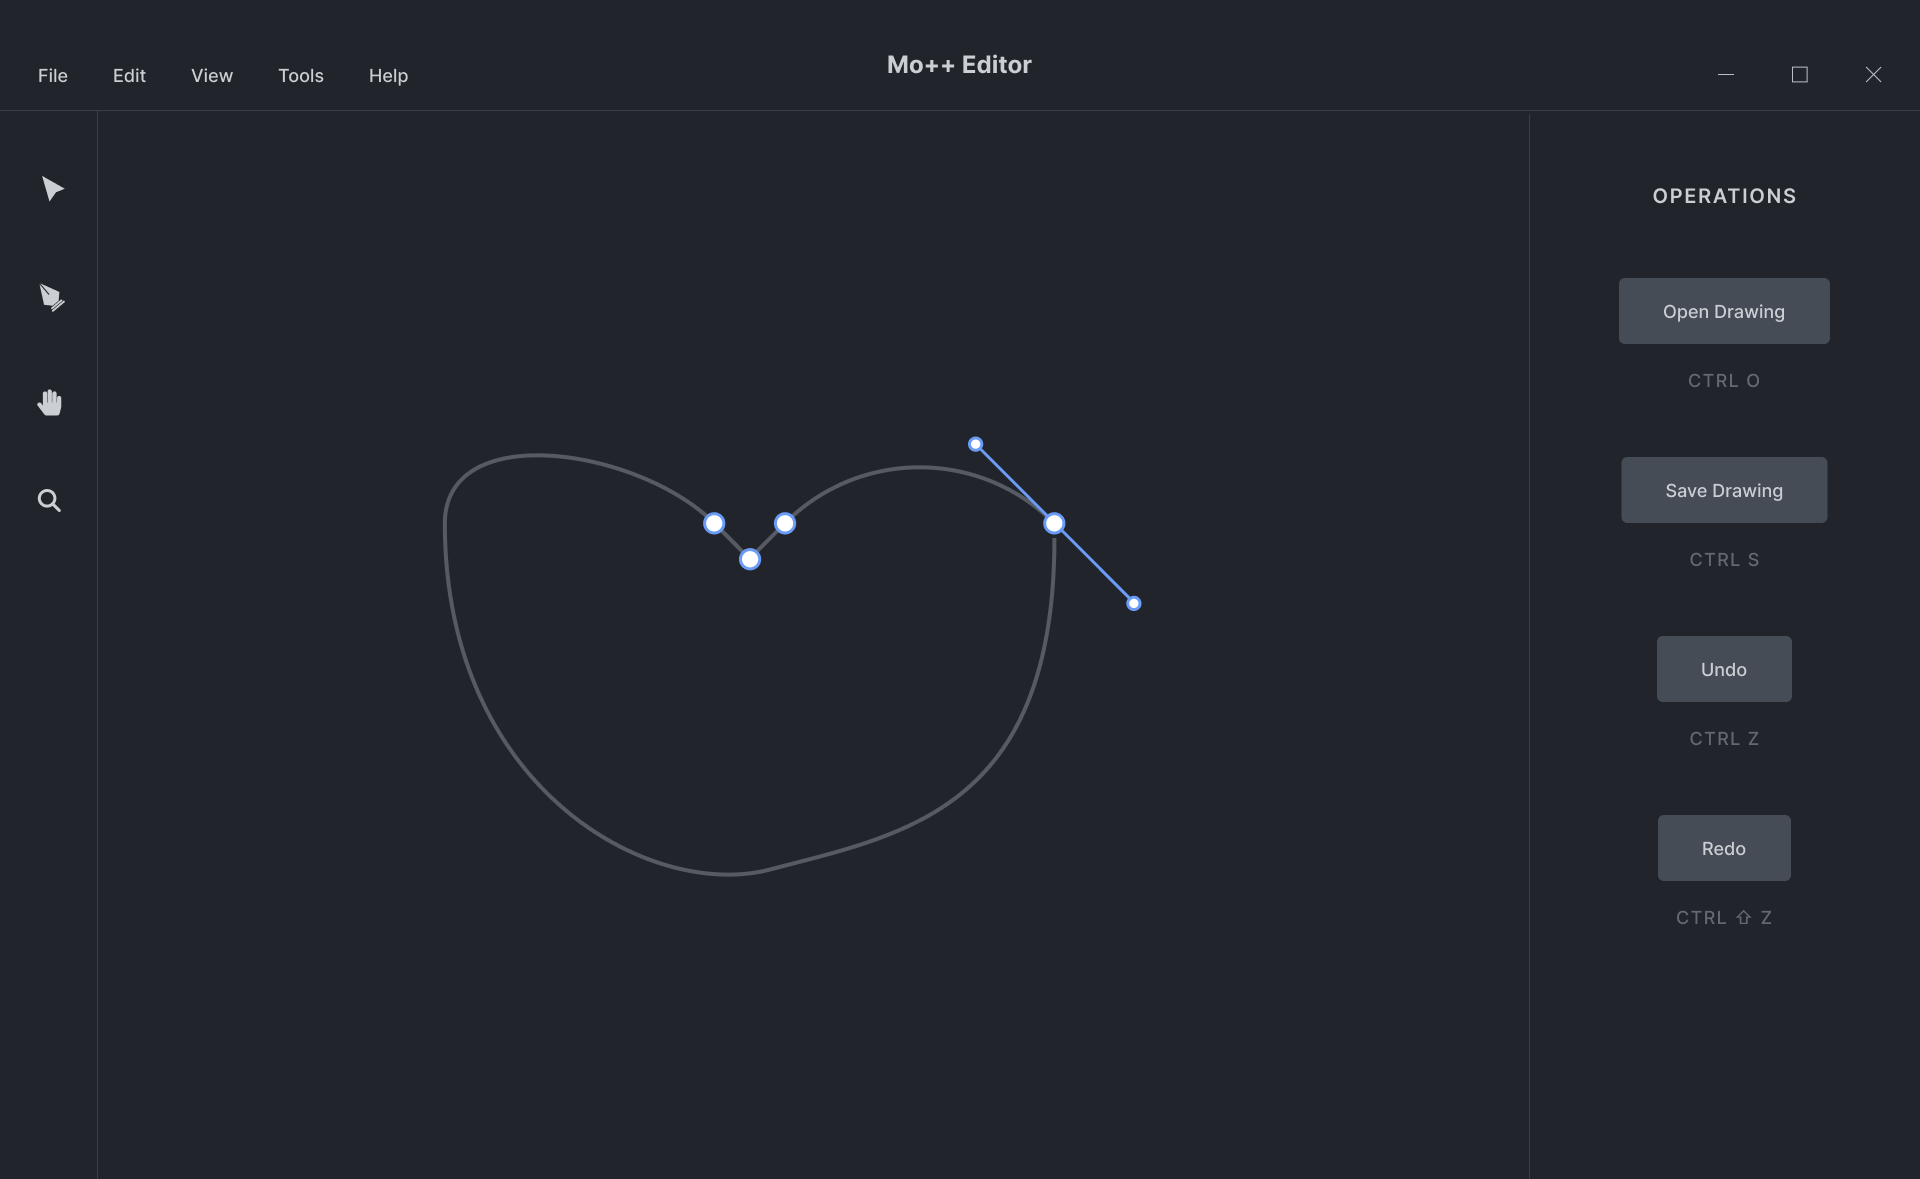 File Edit View Tools Help
Mo++ Editor
OPERATIONS
Open Drawing
CTRL O
Save Drawing
CTRL S
Undo
CTRL Z
Redo
CTRL ⇧ Z